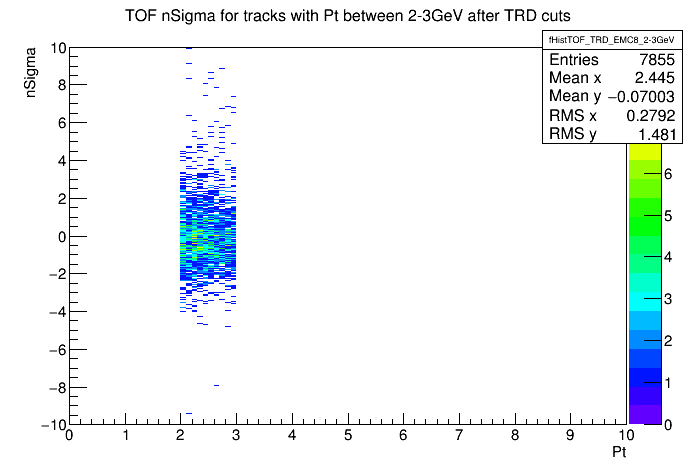 TOF nSigma for tracks with Pt between 2-3GeV after TRD cuts
fHistTOF_TRD_EMC8_2-3GeV
Entries 7855
Mean x 2.445
Mean y −0.07003
RMS x 0.2792
RMS y 1.481
nSigma
10
8
6
4
2
0
−2
−4
−6
−8
−10
0 1 2 3 4 5 6 7 8 9 10
Pt
6
5
4
3
2
1
0